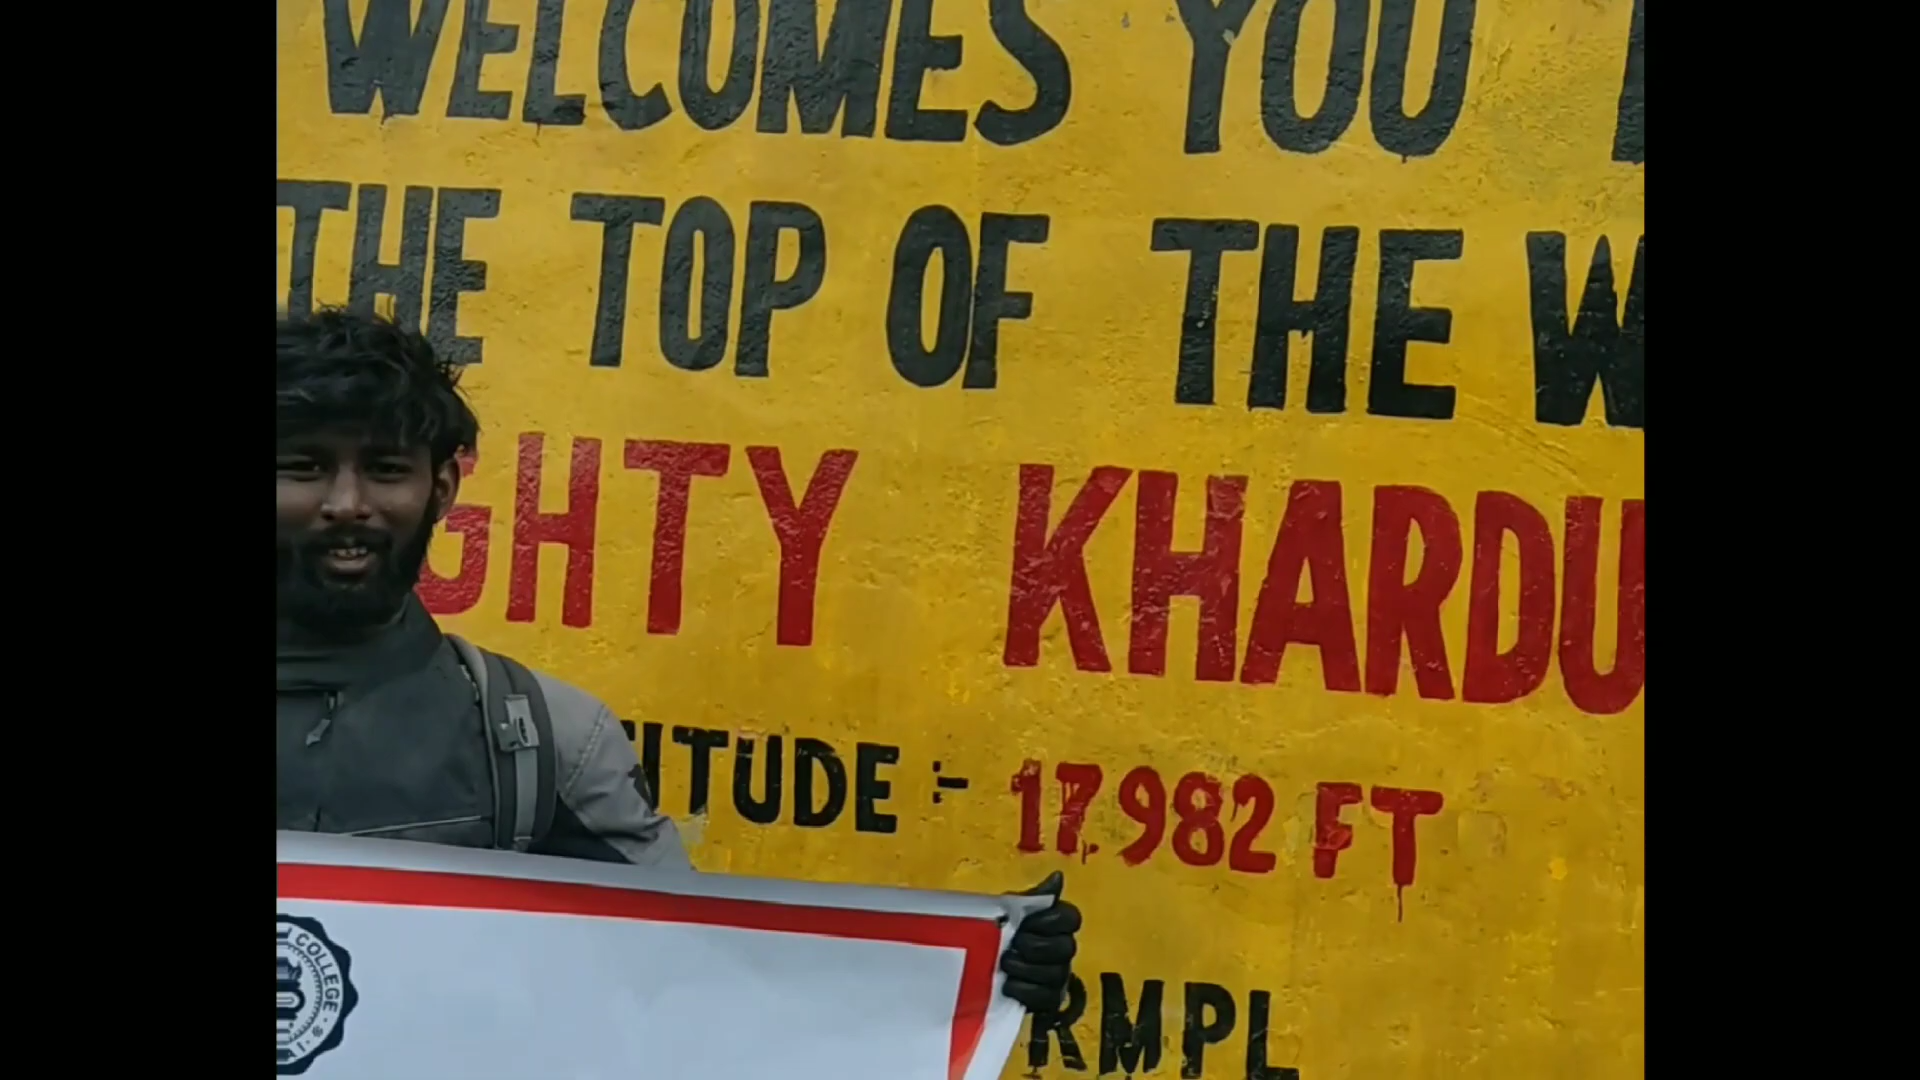 WELCOMES YOU
THE TOP OF THE W
GHTY KHARDU
TITUDE :- 17.982 FT
COLLEGE
RMPL